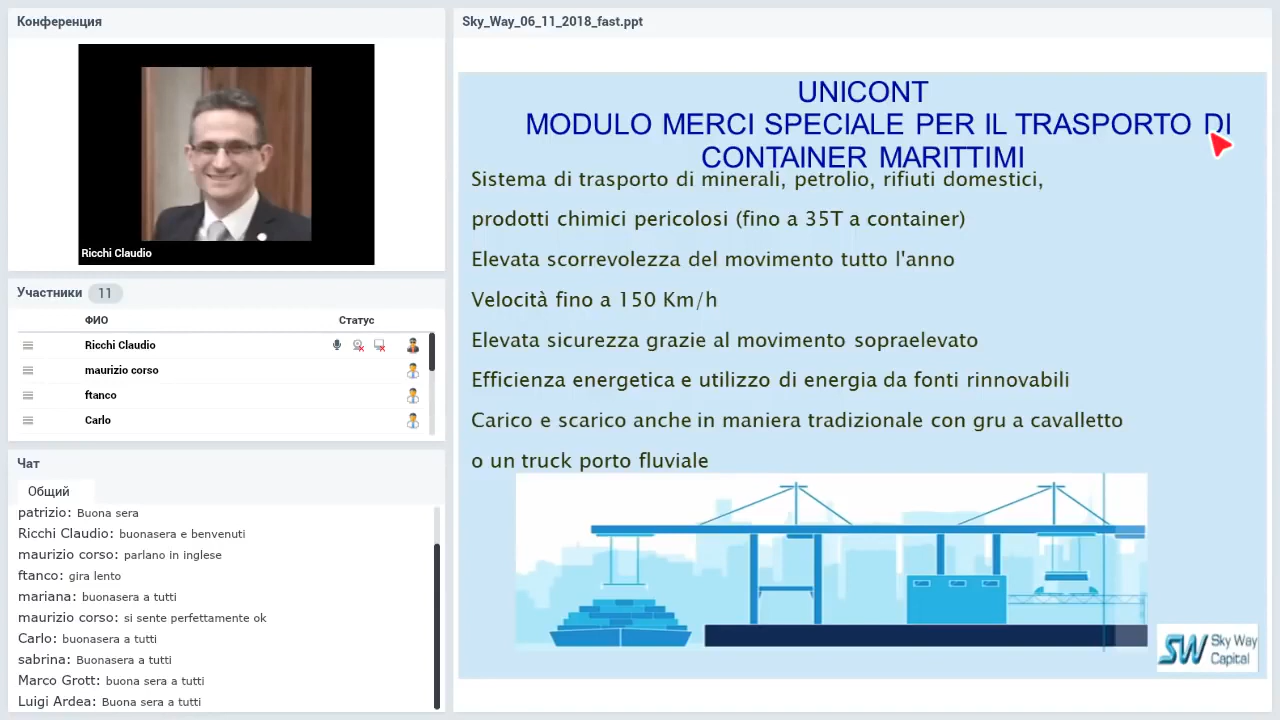 Конференция
Ricchi Claudio
Участники 11
ФИО Статус
Ricchi Claudio
maurizio corso
ftanco
Carlo
Чат
Общий
patrizio: Buona sera
Ricchi Claudio: buonasera e benvenuti
maurizio corso: parlano in inglese
ftanco: gira lento
mariana: buonasera a tutti
maurizio corso: si sente perfettamente ok
Carlo: buonasera a tutti
sabrina: Buonasera a tutti
Marco Grott: buona sera a tutti
Luigi Ardea: Buona sera a tutti
Sky_Way_06_11_2018_fast.ppt
UNICONT
MODULO MERCI SPECIALE PER IL TRASPORTO DI
CONTAINER MARITTIMI
Sistema di trasporto di minerali, petrolio, rifiuti domestici,
prodotti chimici pericolosi (fino a 35T a container)
Elevata scorrevolezza del movimento tutto l'anno
Velocità fino a 150 Km/h
Elevata sicurezza grazie al movimento sopraelevato
Efficienza energetica e utilizzo di energia da fonti rinnovabili
Carico e scarico anche in maniera tradizionale con gru a cavalletto
o un truck porto fluviale
SW Sky Way
Capital